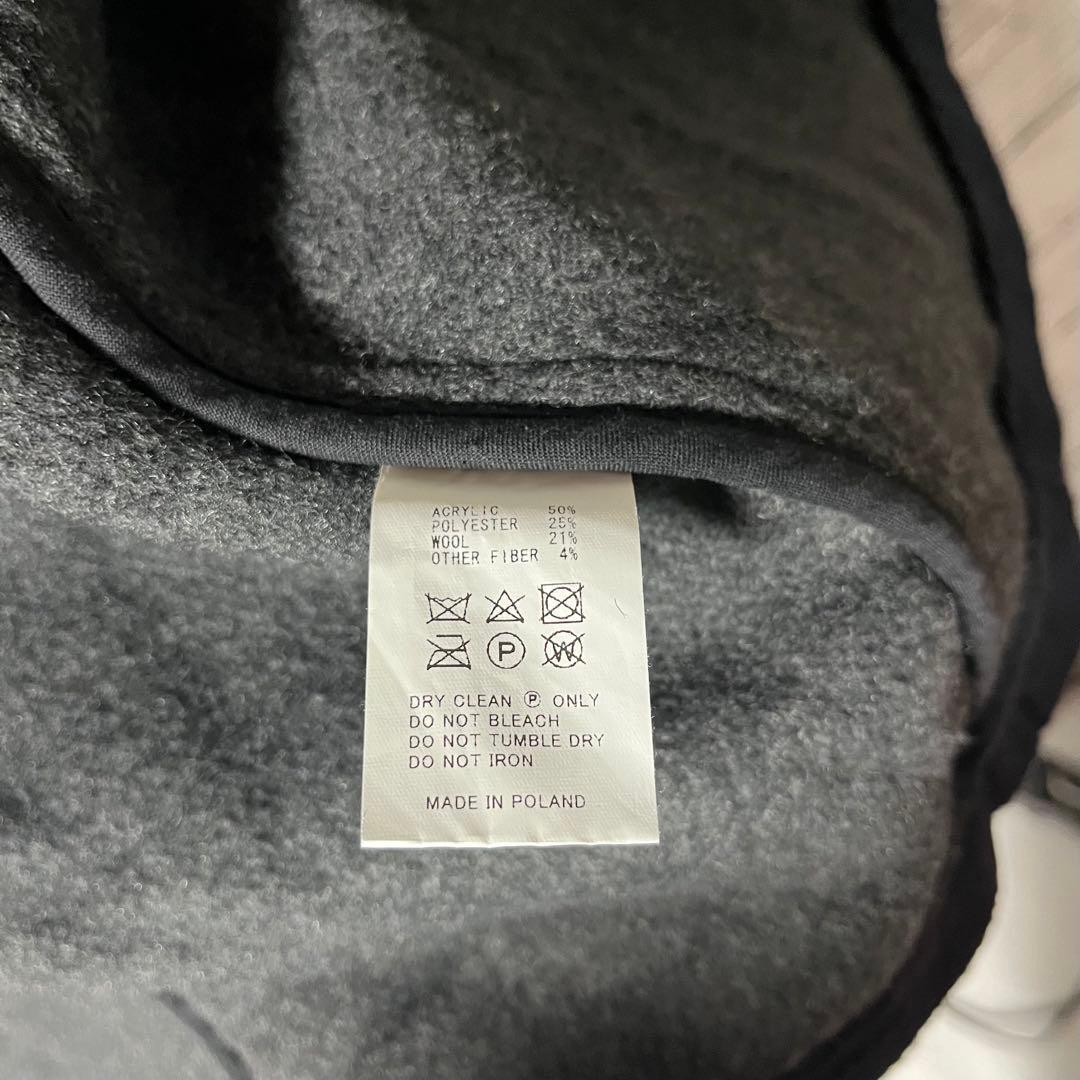 ACRYLIC 50%
POLYESTER 25%
WOOL 21%
OTHER FIBER 4%
P W
DRY CLEAN Ⓟ ONLY
DO NOT BLEACH
DO NOT TUMBLE DRY
DO NOT IRON
MADE IN POLAND